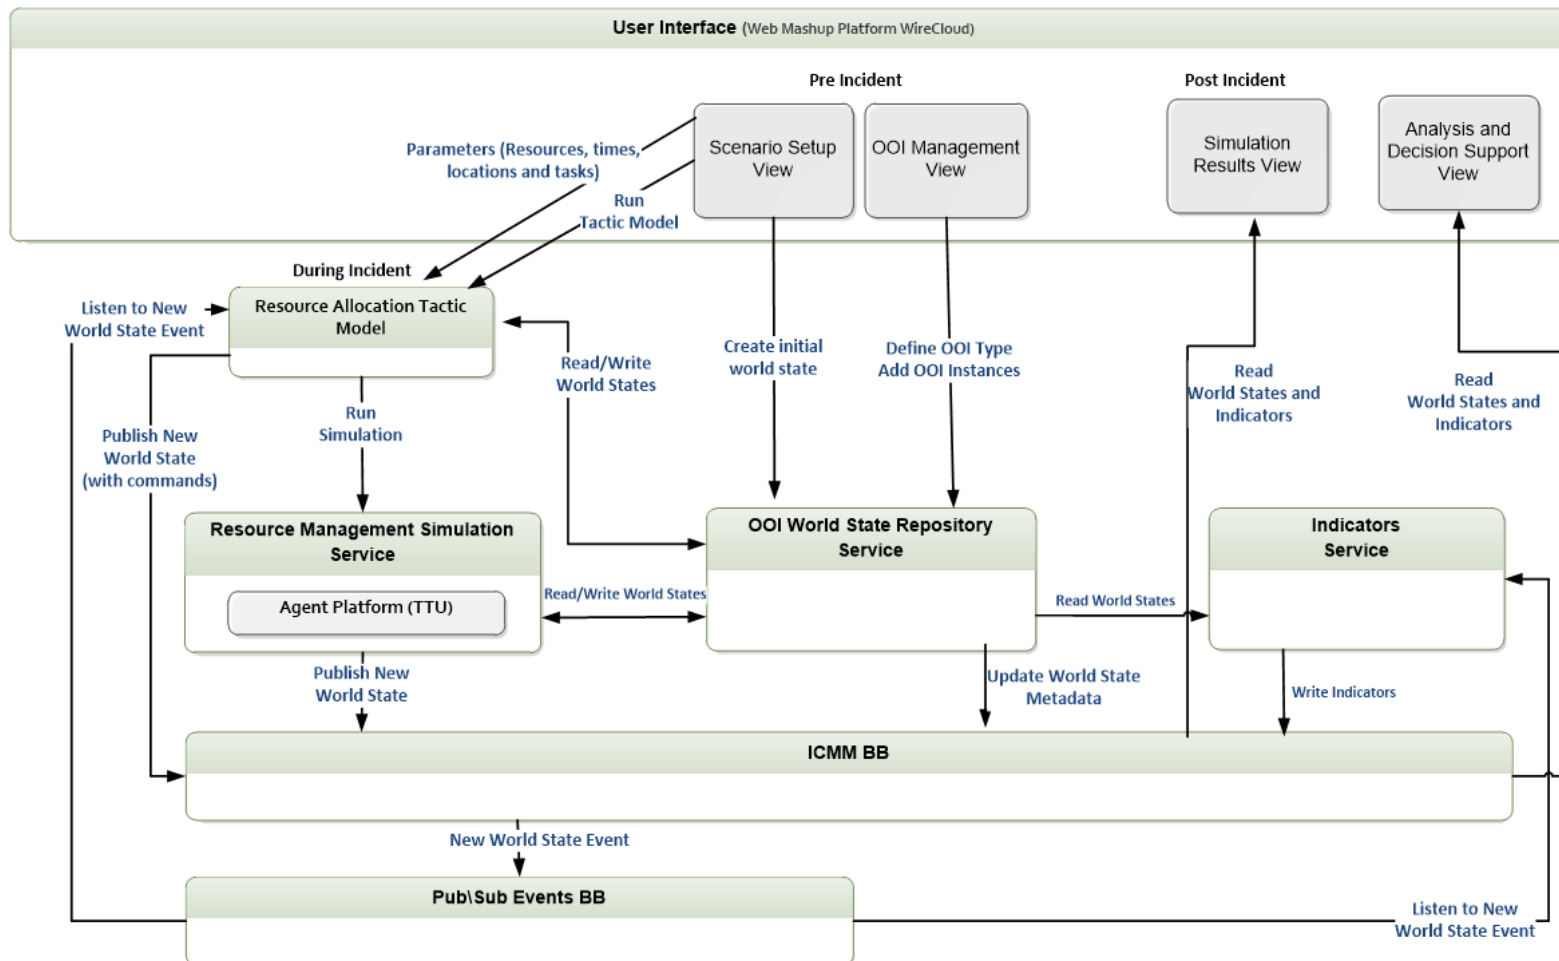 User Interface (Web Mashup Platform WireCloud)
Pre Incident
Post Incident
Scenario Setup
View
OOI Management
View
Simulation
Results View
Analysis and
Decision Support
View
Parameters (Resources, times,
locations and tasks)
Run
Tactic Model
During Incident
Resource Allocation Tactic
Model
Listen to New
World State Event
Read/Write
World States
Create initial
world state
Define OOI Type
Add OOI Instances
Read
World States and
Indicators
Read
World States and
Indicators
Run
Simulation
Publish New
World State
(with commands)
Resource Management Simulation
Service
Agent Platform (TTU)
Read/Write World States
OOI World State Repository
Service
Read World States
Indicators
Service
Publish New
World State
Update World State
Metadata
Write Indicators
ICMM BB
New World State Event
Pub\Sub Events BB
Listen to New
World State Event